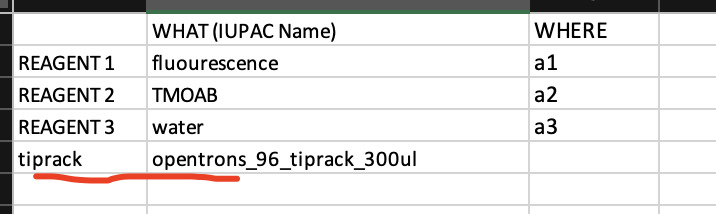 WHAT (IUPAC Name) WHERE
REAGENT 1 fluourescence a1
REAGENT 2 TMOAB a2
REAGENT 3 water a3
tiprack opentrons_96_tiprack_300ul